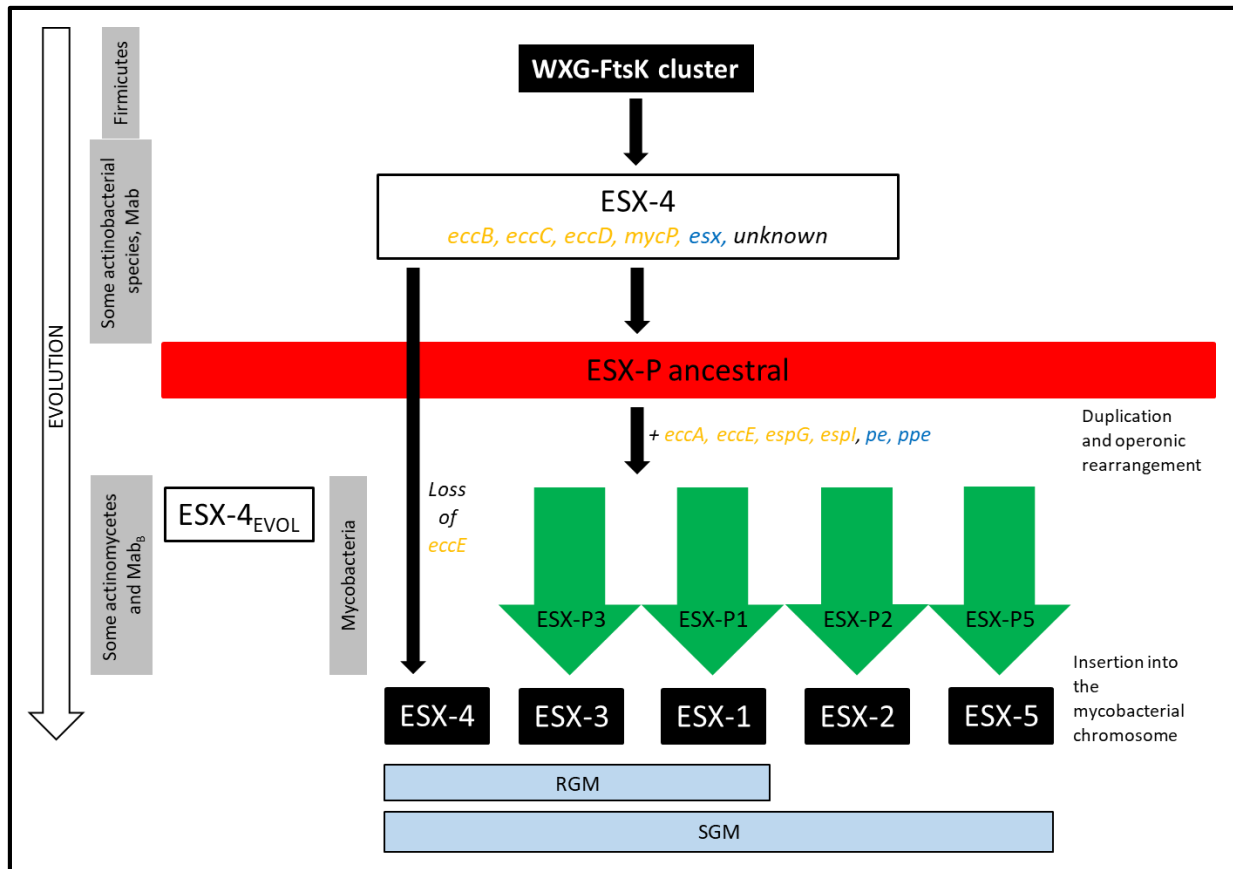 WXG-FtsK cluster
Firmicutes
Some actinobacterial
species, Mab
ESX-4
eccB, eccC, eccD, mycP, esx, unknown
EVOLUTION
ESX-P ancestral
+ eccA, eccE, espG, espI, pe, ppe
Duplication
and operonic
rearrangement
Some actinomycetes
and MabB
ESX-4EVOL
Mycobacteria
Loss
of
eccE
ESX-P3
ESX-P1
ESX-P2
ESX-P5
Insertion into
the
mycobacterial
chromosome
ESX-4
ESX-3
ESX-1
ESX-2
ESX-5
RGM
SGM